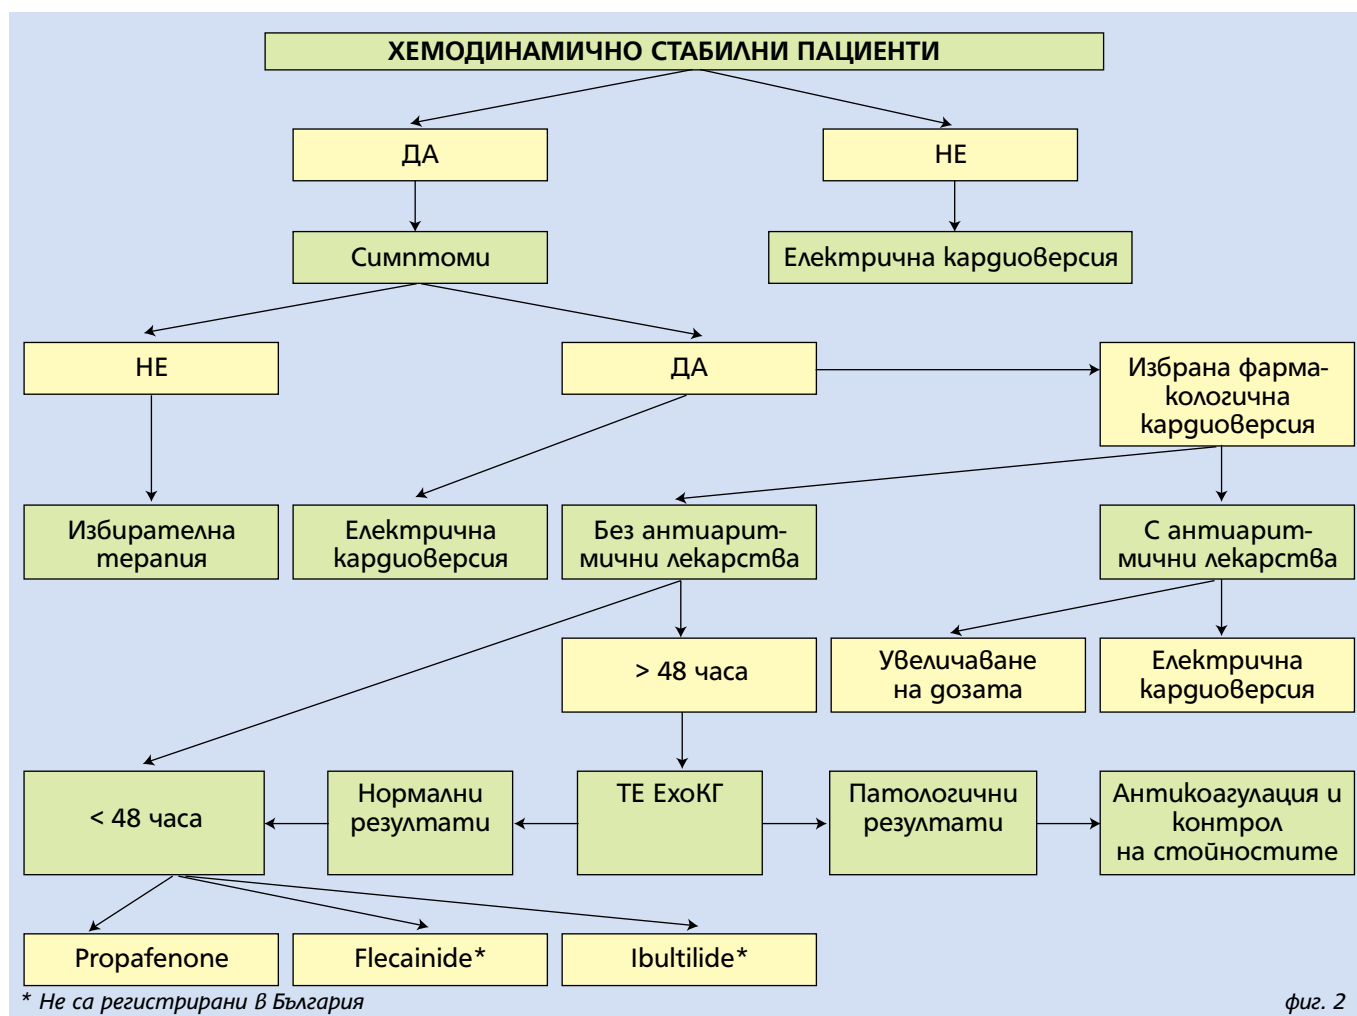 ХЕМОДИНАМИЧНО СТАБИЛНИ ПАЦИЕНТИ
ДА
НЕ
Симптоми
Електрична кардиоверсия
НЕ
ДА
Избрана фарма-
кологична
кардиоверсия
Избирателна
терапия
Електрична
кардиоверсия
Без антиарит-
мични лекарства
С антиарит-
мични лекарства
> 48 часа
Увеличаване
на дозата
Електрична
кардиоверсия
< 48 часа
Нормални
резултати
ТЕ ЕхоКГ
Патологични
резултати
Антикоагулация и
контрол
на стойностите
Propafenone
Flecainide*
Ibultilide*
* Не са регистрирани в България
фиг. 2